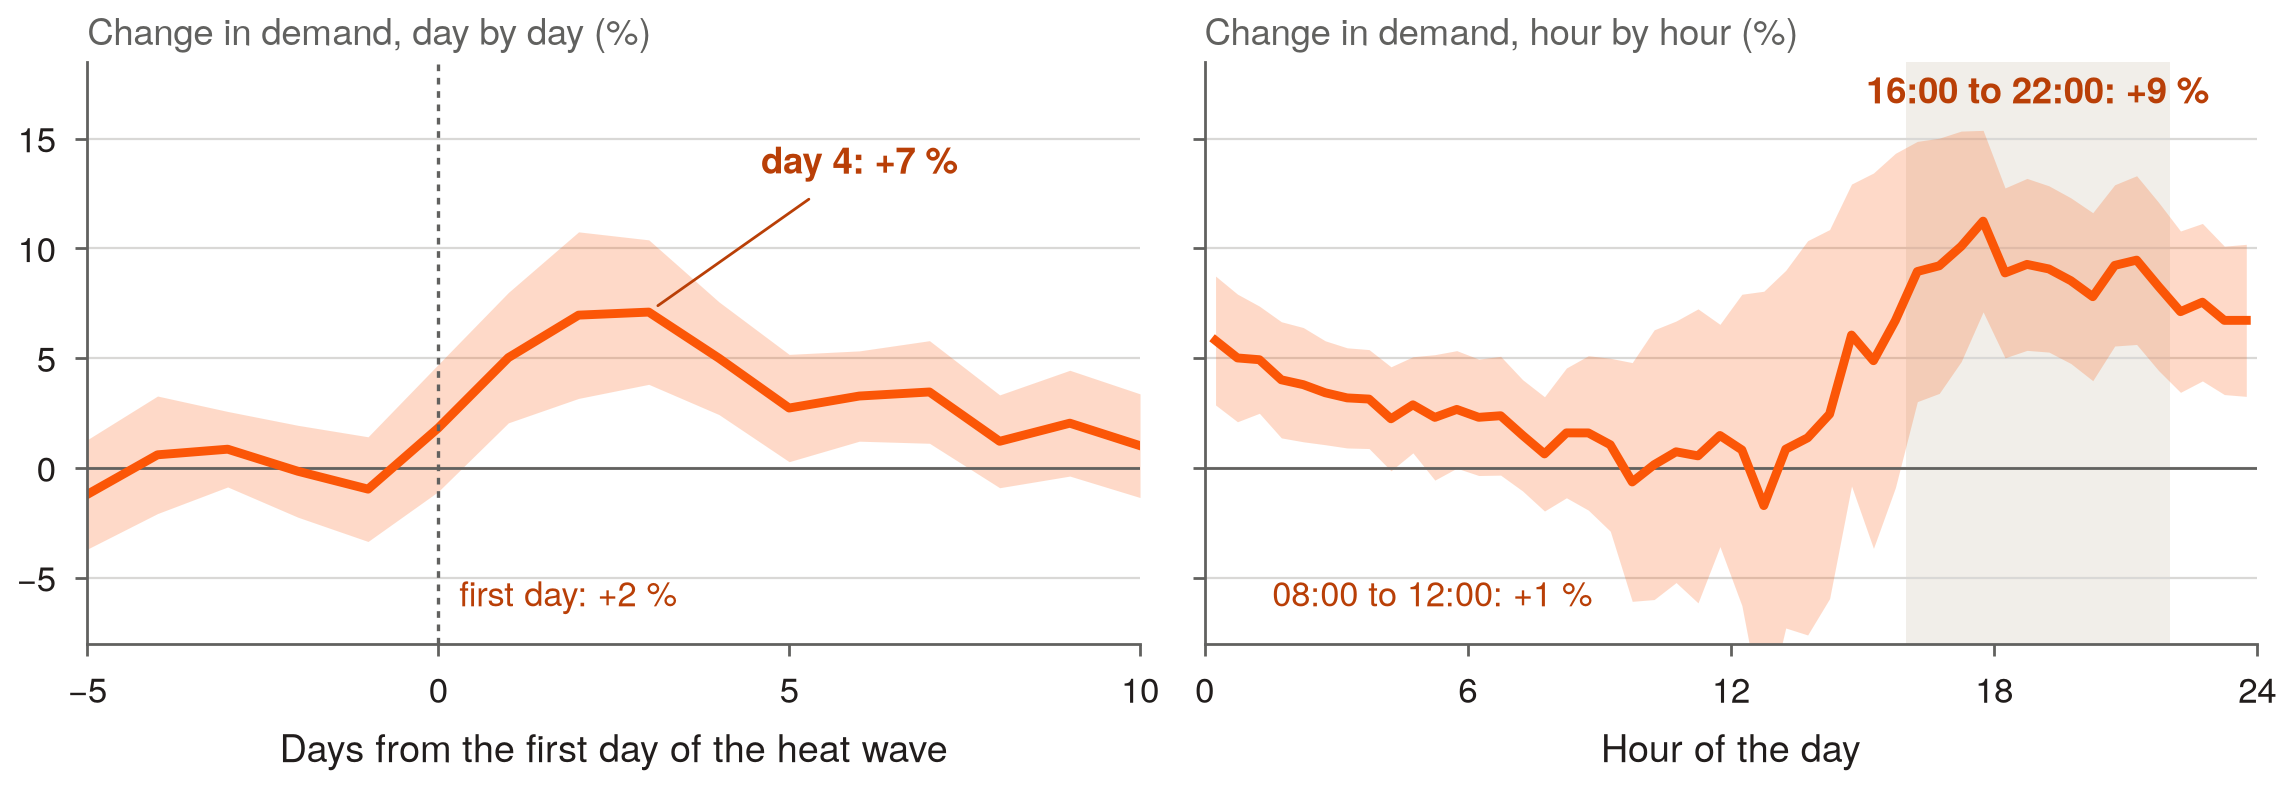 Change in demand, day by day (%)
15
10
5
0
−5
day 4: +7 %
first day: +2 %
−5 0 5 10
Days from the first day of the heat wave
Change in demand, hour by hour (%)
16:00 to 22:00: +9 %
08:00 to 12:00: +1 %
0 6 12 18 24
Hour of the day